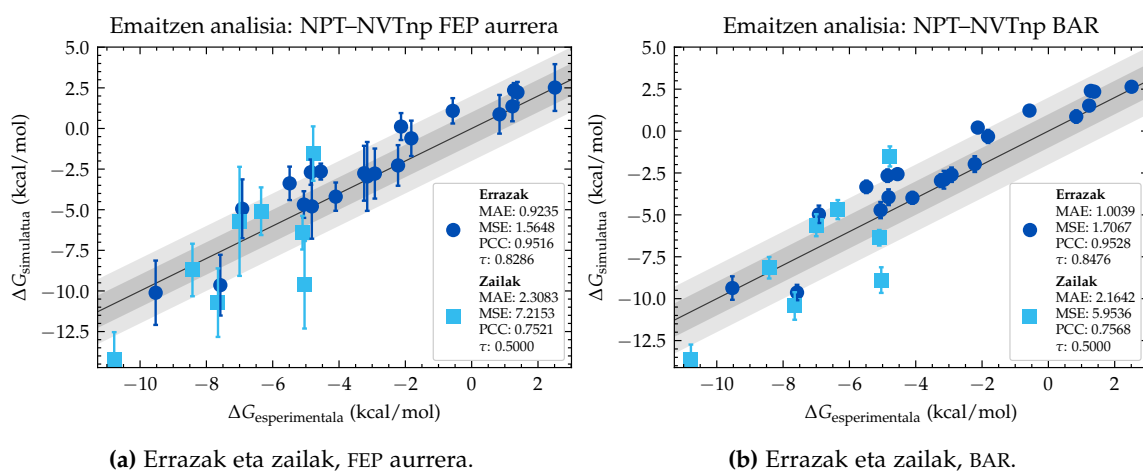 Emaitzen analisia: NPT–NVTnp FEP aurrera
5.0
2.5
0.0
−2.5
−5.0
−7.5
−10.0
−12.5
ΔG_simulatua (kcal/mol)
Errazak
MAE: 0.9235
MSE: 1.5648
PCC: 0.9516
τ: 0.8286
Zailak
MAE: 2.3083
MSE: 7.2153
PCC: 0.7521
τ: 0.5000
−10 −8 −6 −4 −2 0 2
ΔG_esperimentala (kcal/mol)
(a) Errazak eta zailak, FEP aurrera.
Emaitzen analisia: NPT–NVTnp BAR
5.0
2.5
0.0
−2.5
−5.0
−7.5
−10.0
−12.5
ΔG_simulatua (kcal/mol)
Errazak
MAE: 1.0039
MSE: 1.7067
PCC: 0.9528
τ: 0.8476
Zailak
MAE: 2.1642
MSE: 5.9536
PCC: 0.7568
τ: 0.5000
−10 −8 −6 −4 −2 0 2
ΔG_esperimentala (kcal/mol)
(b) Errazak eta zailak, BAR.